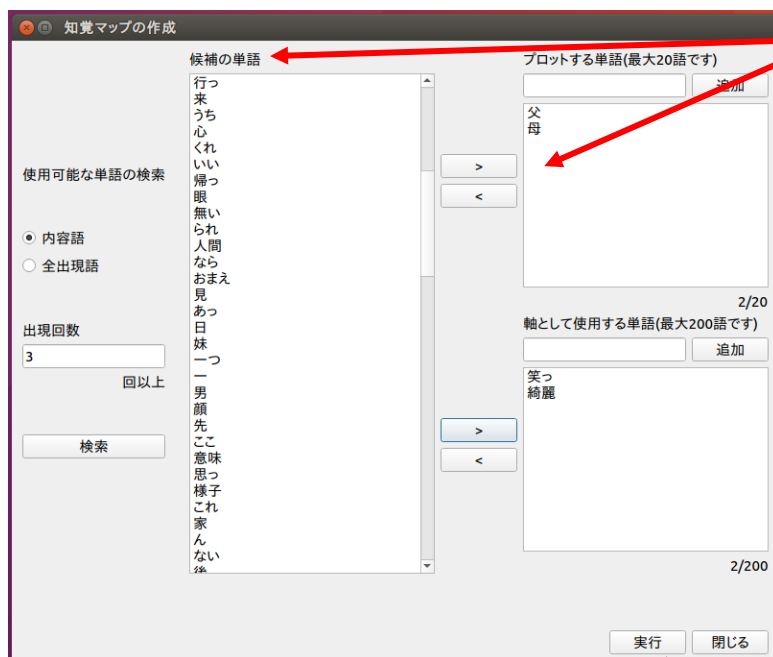 知覚マップの作成
候補の単語
行っ
来
うち
心
くれ
いい
帰っ
眼
無い
られ
人間
なら
おまえ
見
あっ
日
妹
一つ
一
男
顔
先
ここ
意味
思っ
様子
これ
家
ん
ない
後
使用可能な単語の検索
内容語
全出現語
出現回数
3
回以上
検索
>
<
>
<
プロットする単語(最大20語です)
追加
父
母
2/20
軸として使用する単語(最大200語です)
追加
笑っ
綺麗
2/200
実行
閉じる